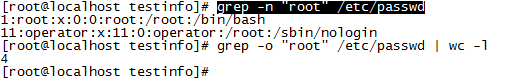 [root@localhost testinfo]# grep -n "root" /etc/passwd
1:root:x:0:0:root:/root:/bin/bash
11:operator:x:11:0:operator:/root:/sbin/nologin
[root@localhost testinfo]# grep -o "root" /etc/passwd | wc -l
4
[root@localhost testinfo]#